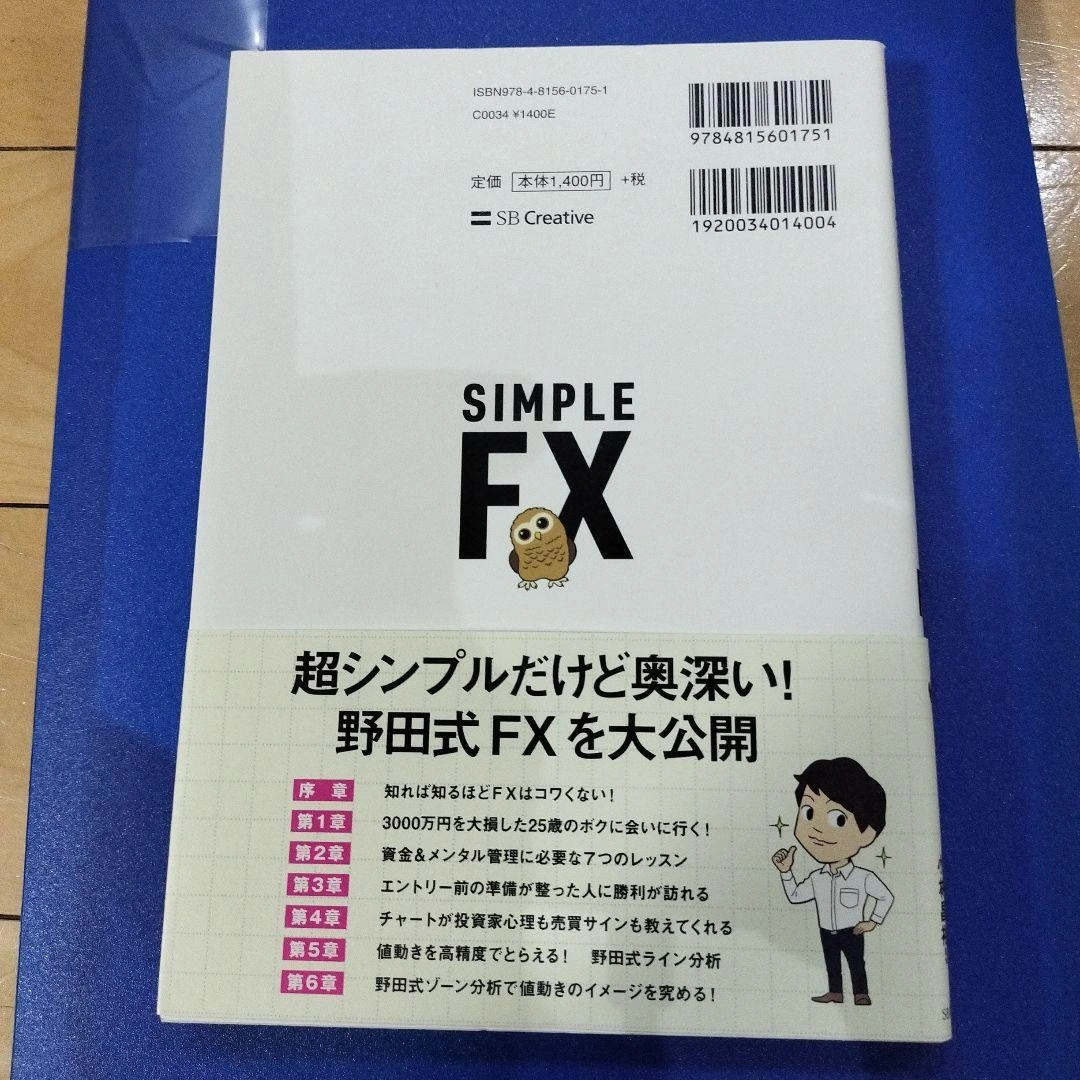 ISBN978-4-8156-0175-1
C0034 ¥1400E
9784815601751
定価 本体1,400円 +税
SB Creative
1920034014004
SIMPLE
FX
超シンプルだけど奥深い!
野田式FXを大公開
序章 知れば知るほどFXはコワくない!
第1章 3000万円を大損した25歳のボクに会いに行く!
第2章 資金&メンタル管理に必要な7つのレッスン
第3章 エントリー前の準備が整った人に勝利が訪れる
第4章 チャートが投資家心理も売買サインも教えてくれる
第5章 値動きを高精度でとらえる! 野田式ライン分析
第6章 野田式ゾーン分析で値動きのイメージを究める!